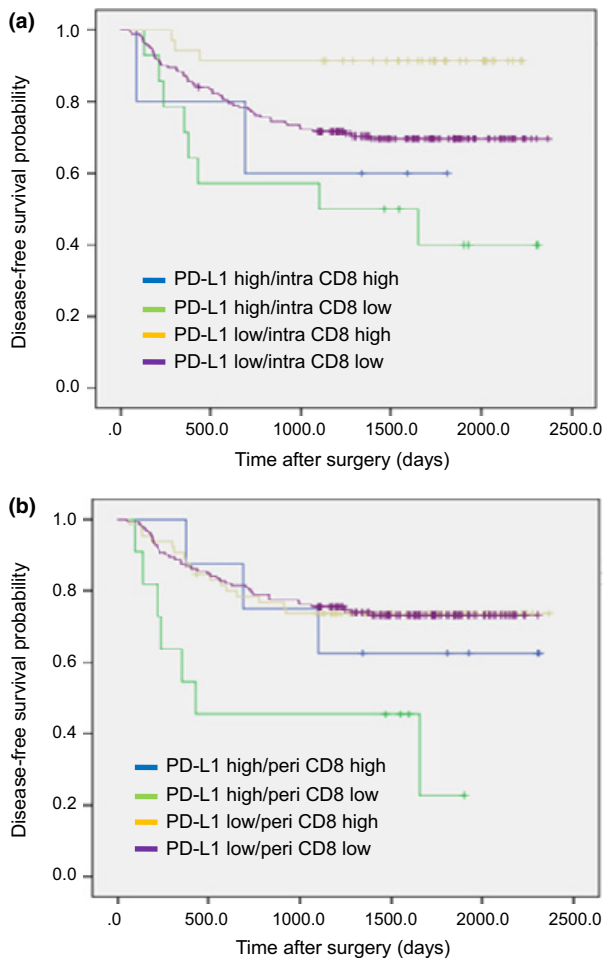 (a)
Disease-free survival probability
1.0
0.8
0.6
0.4
0.2
0.0
PD-L1 high/intra CD8 high
PD-L1 high/intra CD8 low
PD-L1 low/intra CD8 high
PD-L1 low/intra CD8 low
.0 500.0 1000.0 1500.0 2000.0 2500.0
Time after surgery (days)
(b)
Disease-free survival probability
1.0
0.8
0.6
0.4
0.2
0.0
PD-L1 high/peri CD8 high
PD-L1 high/peri CD8 low
PD-L1 low/peri CD8 high
PD-L1 low/peri CD8 low
.0 500.0 1000.0 1500.0 2000.0 2500.0
Time after surgery (days)